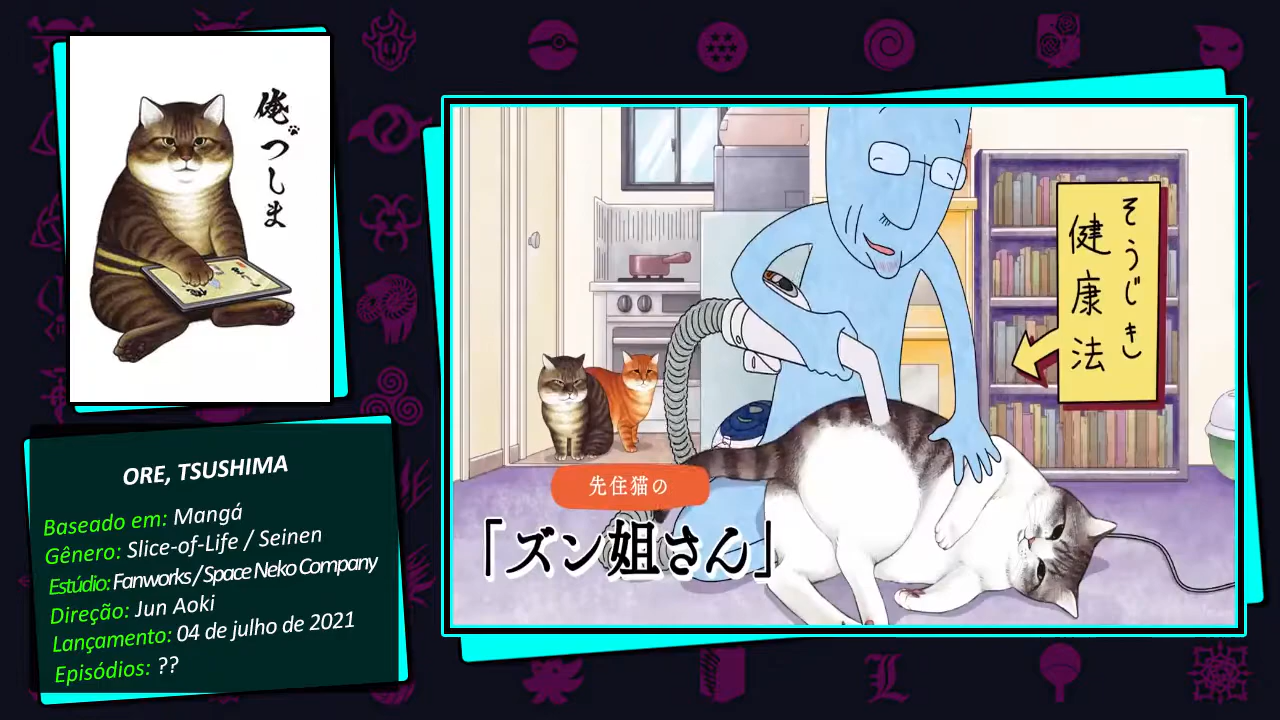 俺、つしま
ORE, TSUSHIMA
Baseado em: Mangá
Gênero: Slice-of-Life / Seinen
Estúdio: Fanworks / Space Neko Company
Direção: Jun Aoki
Lançamento: 04 de julho de 2021
Episódios: ??
そうじき
健康法
先住猫の
「ズン姐さん」
L